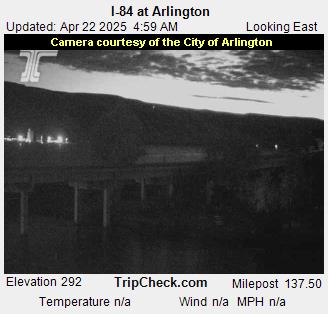 I-84 at Arlington
Updated: Apr 22 2025 4:59 AM Looking East
Camera courtesy of the City of Arlington
Elevation 292 TripCheck.com Milepost 137.50
Temperature n/a Wind n/a MPH n/a